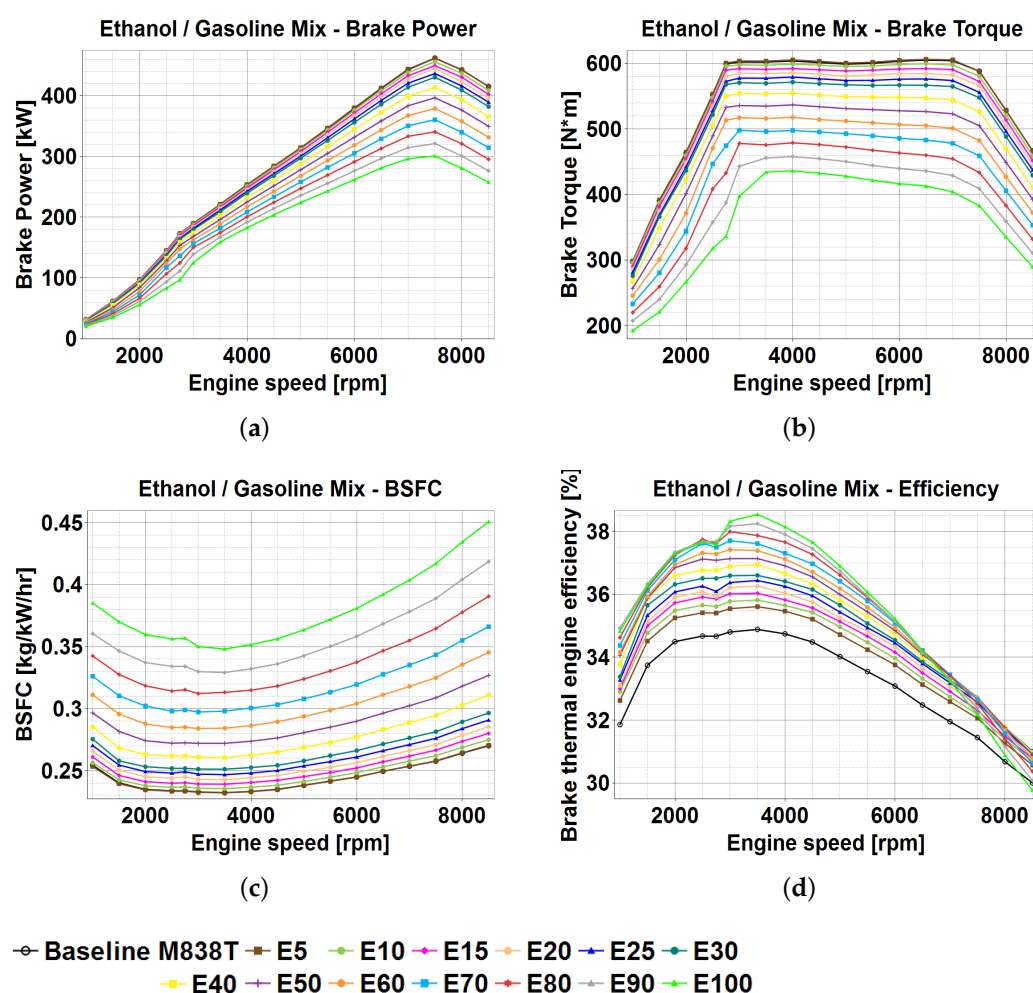 Ethanol / Gasoline Mix - Brake Power
Brake Power [kW]
400
300
200
100
0
2000 4000 6000 8000
Engine speed [rpm]
(a)
Ethanol / Gasoline Mix - Brake Torque
Brake Torque [N*m]
600
500
400
300
200
2000 4000 6000 8000
Engine speed [rpm]
(b)
Ethanol / Gasoline Mix - BSFC
BSFC [kg/kW/hr]
0.45
0.4
0.35
0.3
0.25
2000 4000 6000 8000
Engine speed [rpm]
(c)
Ethanol / Gasoline Mix - Efficiency
Brake thermal engine efficiency [%]
38
36
34
32
30
2000 4000 6000 8000
Engine speed [rpm]
(d)
Baseline M838T E5 E10 E15 E20 E25 E30
E40 E50 E60 E70 E80 E90 E100